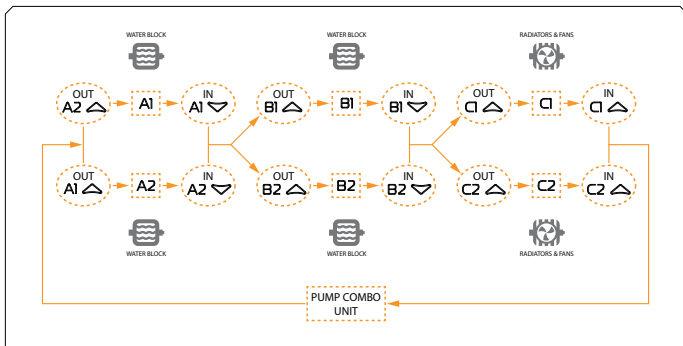 WATER BLOCK
WATER BLOCK
RADIATORS & FANS
OUT
A2
A1
IN
A1
OUT
B1
B1
IN
B1
OUT
C1
C1
IN
C1
OUT
A1
A2
IN
A2
OUT
B2
B2
IN
B2
OUT
C2
C2
IN
C2
WATER BLOCK
WATER BLOCK
RADIATORS & FANS
PUMP COMBO
UNIT